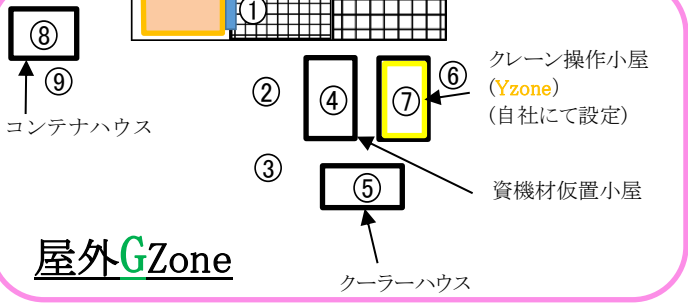 ①
⑧
⑨
コンテナハウス
②
④
⑦
⑥
クレーン操作小屋
(Yzone)
(自社にて設定)
③
⑤
資機材仮置小屋
屋外GZone
クーラーハウス